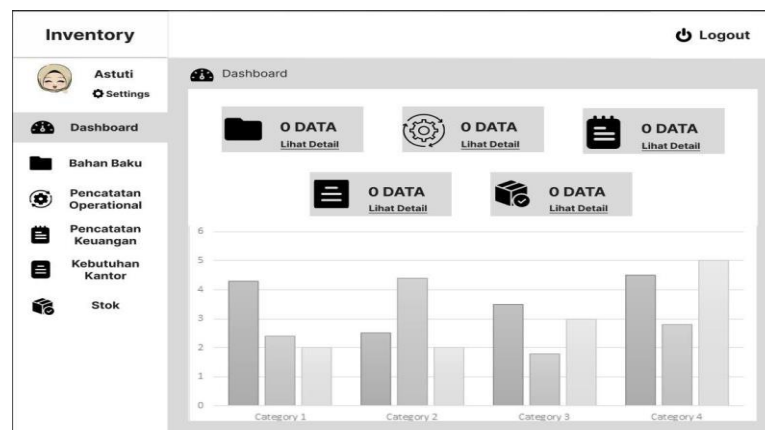 Inventory
Logout
Astuti
Settings
Dashboard
Bahan Baku
Pencatatan
Operational
Pencatatan
Keuangan
Kebutuhan
Kantor
Stok
Dashboard
0 DATA
Lihat Detail
0 DATA
Lihat Detail
0 DATA
Lihat Detail
0 DATA
Lihat Detail
0 DATA
Lihat Detail
6
5
4
3
2
1
0
Category 1
Category 2
Category 3
Category 4